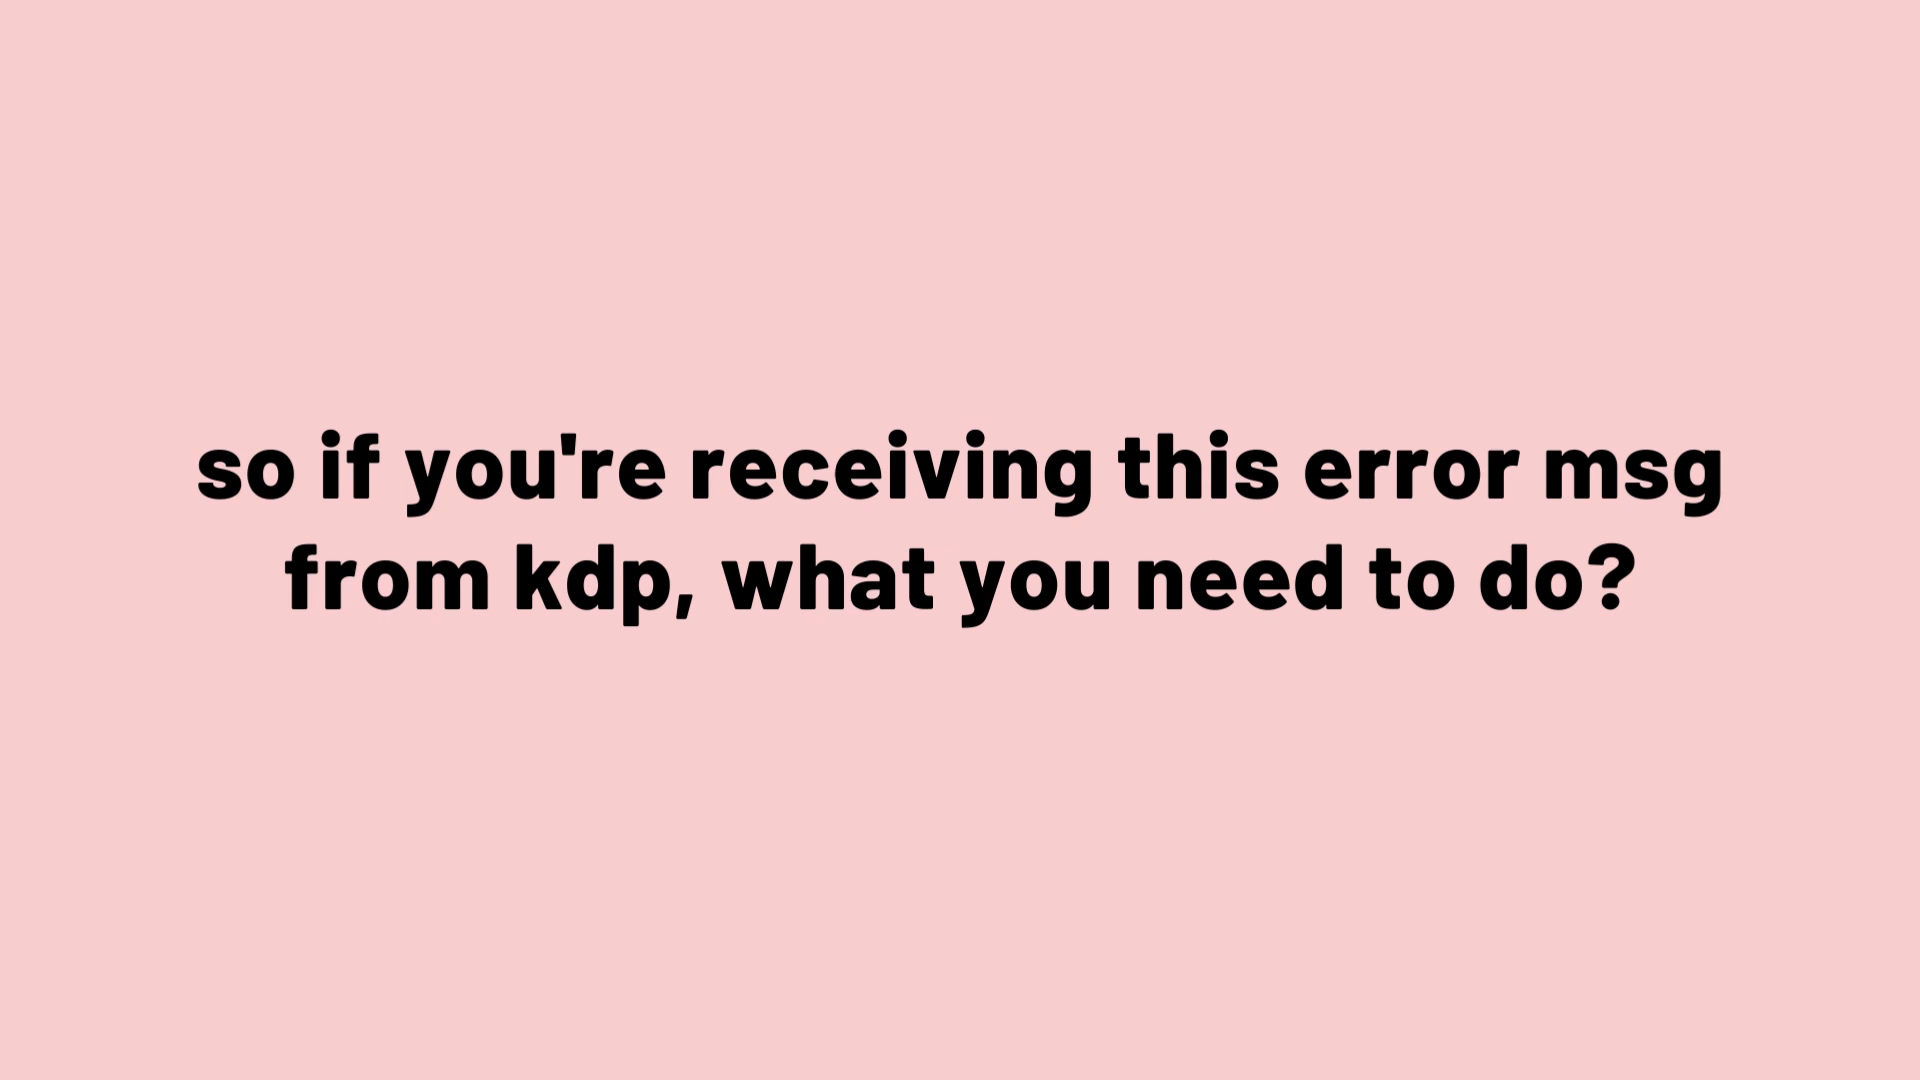 so if you're receiving this error msg
from kdp, what you need to do?